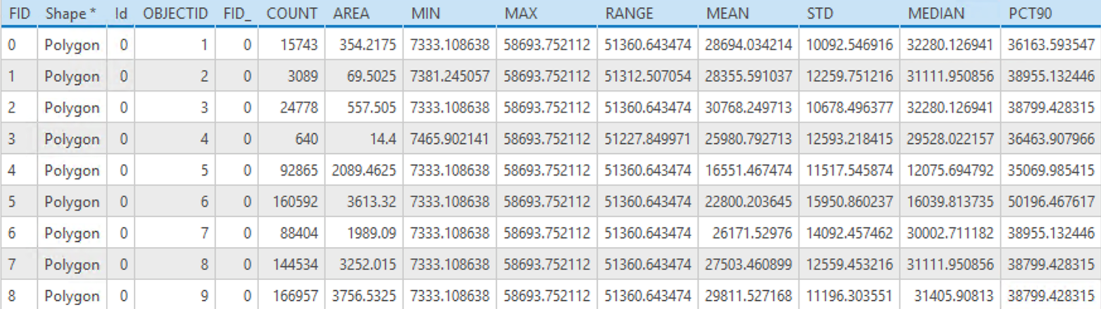 FID Shape * Id OBJECTID FID_ COUNT AREA MIN MAX RANGE MEAN STD MEDIAN PCT90
0 Polygon 0 1 0 15743 354.2175 7333.108638 58693.752112 51360.643474 28694.034214 10092.546916 32280.126941 36163.593547
1 Polygon 0 2 0 3089 69.5025 7381.245057 58693.752112 51312.507054 28355.591037 12259.751216 31111.950856 38955.132446
2 Polygon 0 3 0 24778 557.505 7333.108638 58693.752112 51360.643474 30768.249713 10678.496377 32280.126941 38799.428315
3 Polygon 0 4 0 640 14.4 7465.902141 58693.752112 51227.849971 25980.792713 12593.218415 29528.022157 36463.907966
4 Polygon 0 5 0 92865 2089.4625 7333.108638 58693.752112 51360.643474 16551.467474 11517.545874 12075.694792 35069.985415
5 Polygon 0 6 0 160592 3613.32 7333.108638 58693.752112 51360.643474 22800.203645 15950.860237 16039.813735 50196.467617
6 Polygon 0 7 0 88404 1989.09 7333.108638 58693.752112 51360.643474 26171.52976 14092.457462 30002.711182 38955.132446
7 Polygon 0 8 0 144534 3252.015 7333.108638 58693.752112 51360.643474 27503.460899 12559.453216 31111.950856 38799.428315
8 Polygon 0 9 0 166957 3756.5325 7333.108638 58693.752112 51360.643474 29811.527168 11196.303551 31405.90813 38799.428315